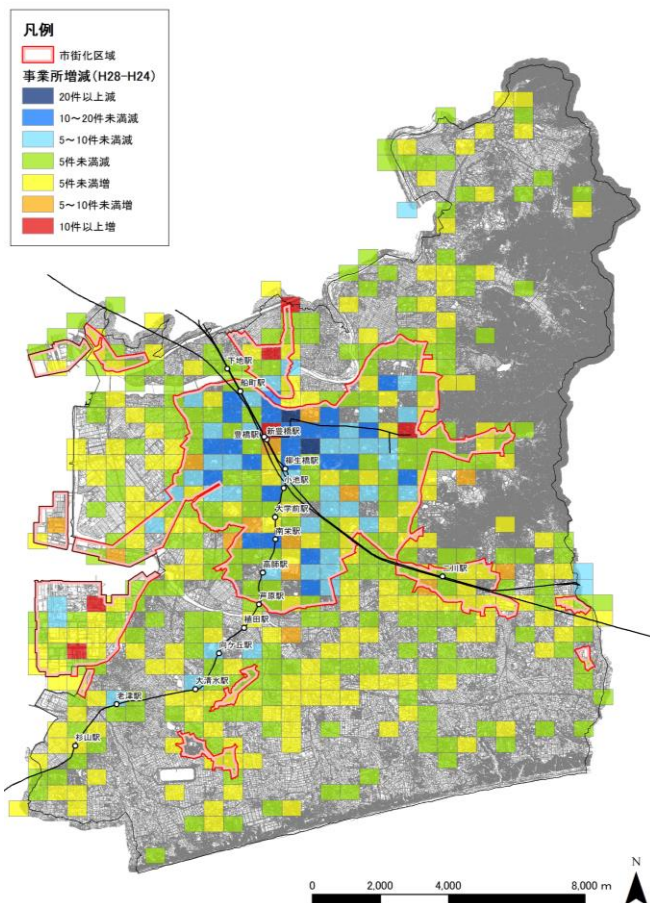 凡例
市街化区域
事業所増減(H28-H24)
20件以上減
10～20件未満減
5～10件未満減
5件未満減
5件未満増
5～10件未満増
10件以上増
下地駅
船町駅
豊橋駅
新豊橋駅
柳生橋駅
小池駅
大学前駅
南栄駅
高師駅
芦原駅
植田駅
向ケ丘駅
大清水駅
老津駅
杉山駅
二川駅
N
0 2,000 4,000 8,000 m